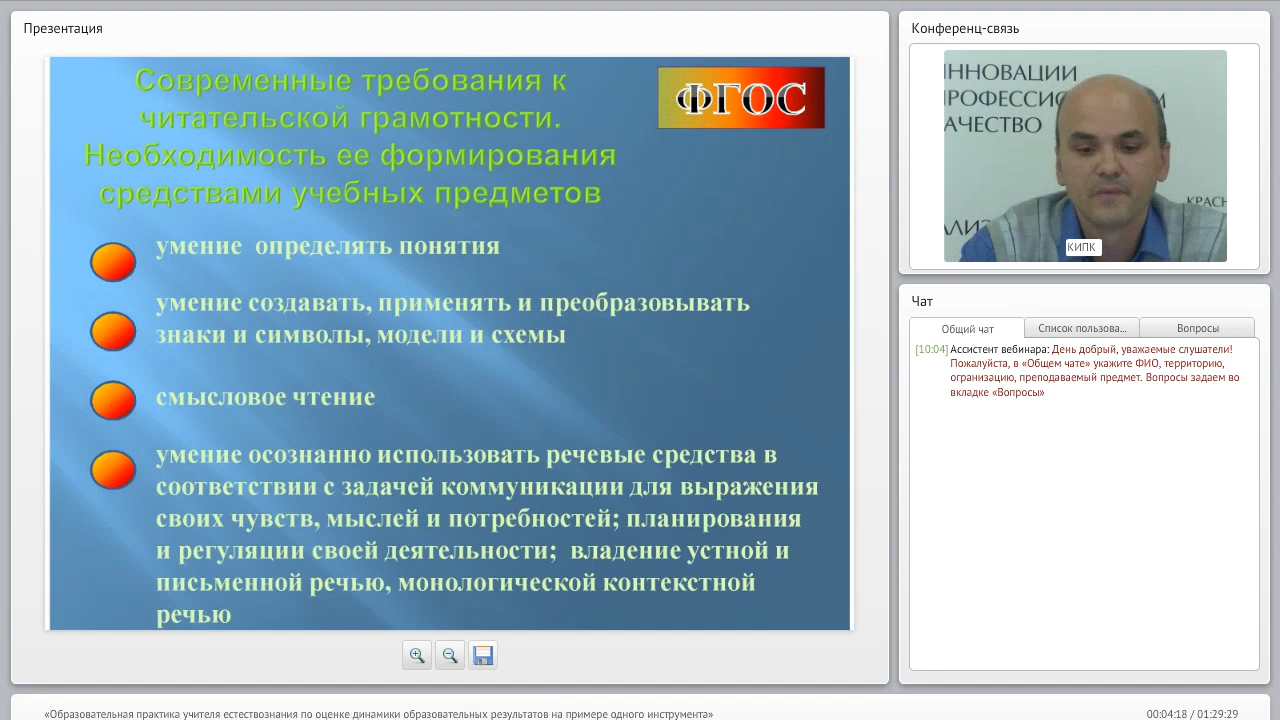 Презентация
Современные требования к
читательской грамотности.
Необходимость ее формирования
средствами учебных предметов
ФГОС
умение определять понятия
умение создавать, применять и преобразовывать
знаки и символы, модели и схемы
смысловое чтение
умение осознанно использовать речевые средства в
соответствии с задачей коммуникации для выражения
своих чувств, мыслей и потребностей; планирования
и регуляции своей деятельности; владение устной и
письменной речью, монологической контекстной
речью
Конференц-связь
ИННОВАЦИИ
АЧЕСТВО
КРАСН
КИПК
Чат
Общий чат
Список пользова...
Вопросы
[10:04] Ассистент вебинара: День добрый, уважаемые слушатели!
Пожалуйста, в «Общем чате» укажите ФИО, территорию,
огранизацию, преподаваемый предмет. Вопросы задаем во
вкладке «Вопросы»
«Образовательная практика учителя естествознания по оценке динамики образовательных результатов на примере одного инструмента»
00:04:18 / 01:29:29